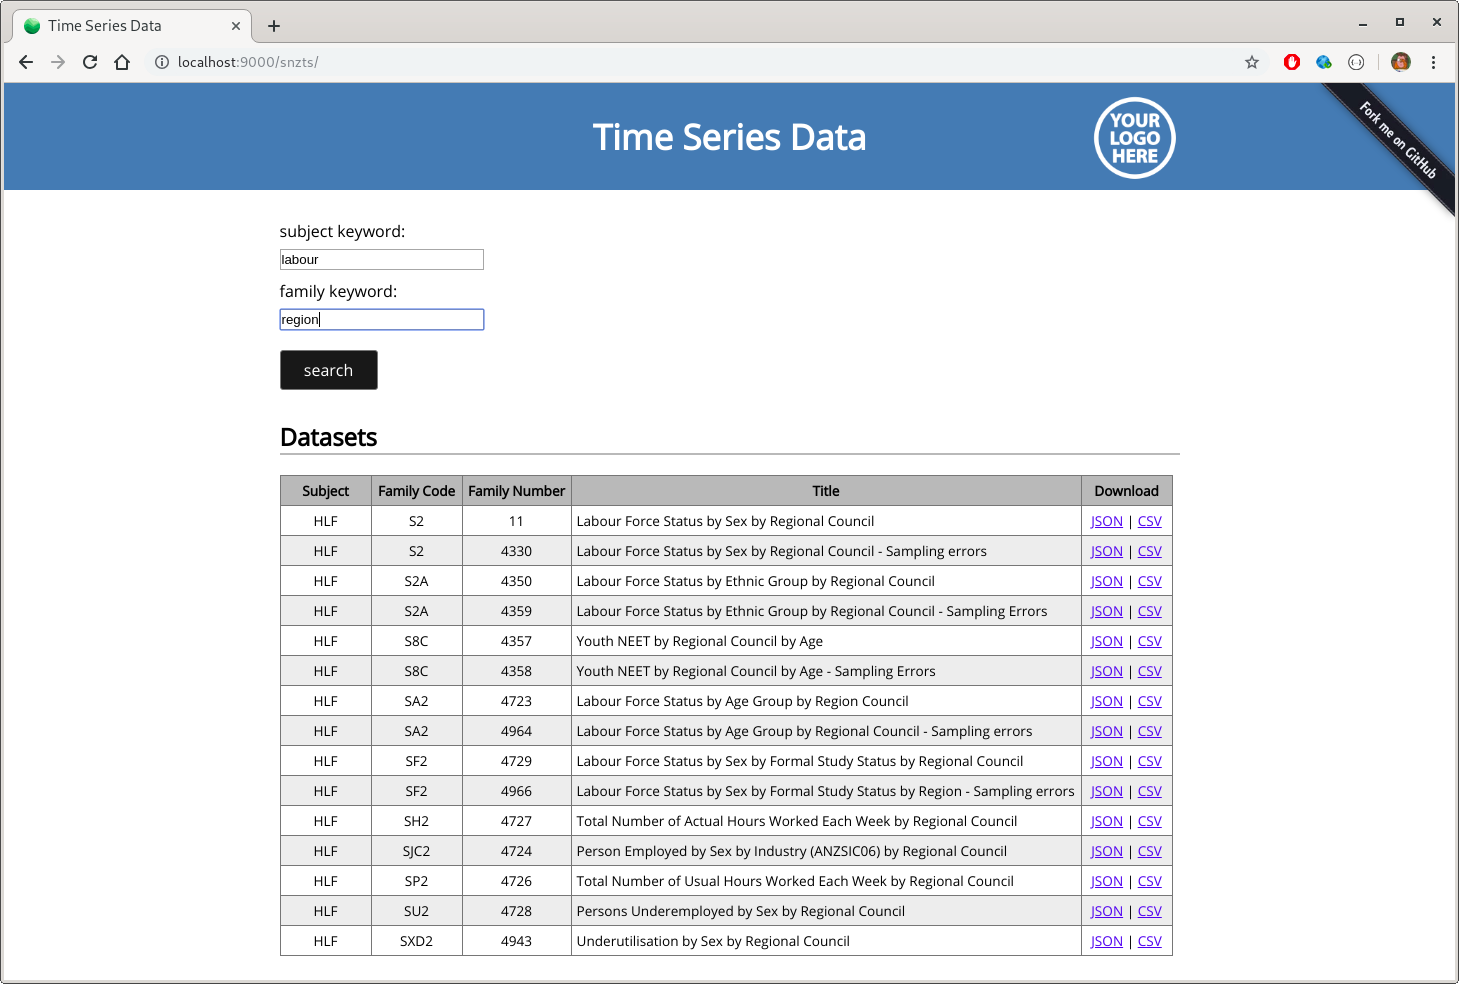 Time Series Data
localhost:9000/snzts/
Time Series Data
YOUR
LOGO
HERE
Fork me on GitHub
subject keyword:
labour
family keyword:
region
search
Datasets
Subject Family Code Family Number Title Download
HLF S2 11 Labour Force Status by Sex by Regional Council JSON | CSV
HLF S2 4330 Labour Force Status by Sex by Regional Council - Sampling errors JSON | CSV
HLF S2A 4350 Labour Force Status by Ethnic Group by Regional Council JSON | CSV
HLF S2A 4359 Labour Force Status by Ethnic Group by Regional Council - Sampling Errors JSON | CSV
HLF S8C 4357 Youth NEET by Regional Council by Age JSON | CSV
HLF S8C 4358 Youth NEET by Regional Council by Age - Sampling Errors JSON | CSV
HLF SA2 4723 Labour Force Status by Age Group by Region Council JSON | CSV
HLF SA2 4964 Labour Force Status by Age Group by Regional Council - Sampling errors JSON | CSV
HLF SF2 4729 Labour Force Status by Sex by Formal Study Status by Regional Council JSON | CSV
HLF SF2 4966 Labour Force Status by Sex by Formal Study Status by Region - Sampling errors JSON | CSV
HLF SH2 4727 Total Number of Actual Hours Worked Each Week by Regional Council JSON | CSV
HLF SJC2 4724 Person Employed by Sex by Industry (ANZSIC06) by Regional Council JSON | CSV
HLF SP2 4726 Total Number of Usual Hours Worked Each Week by Regional Council JSON | CSV
HLF SU2 4728 Persons Underemployed by Sex by Regional Council JSON | CSV
HLF SXD2 4943 Underutilisation by Sex by Regional Council JSON | CSV